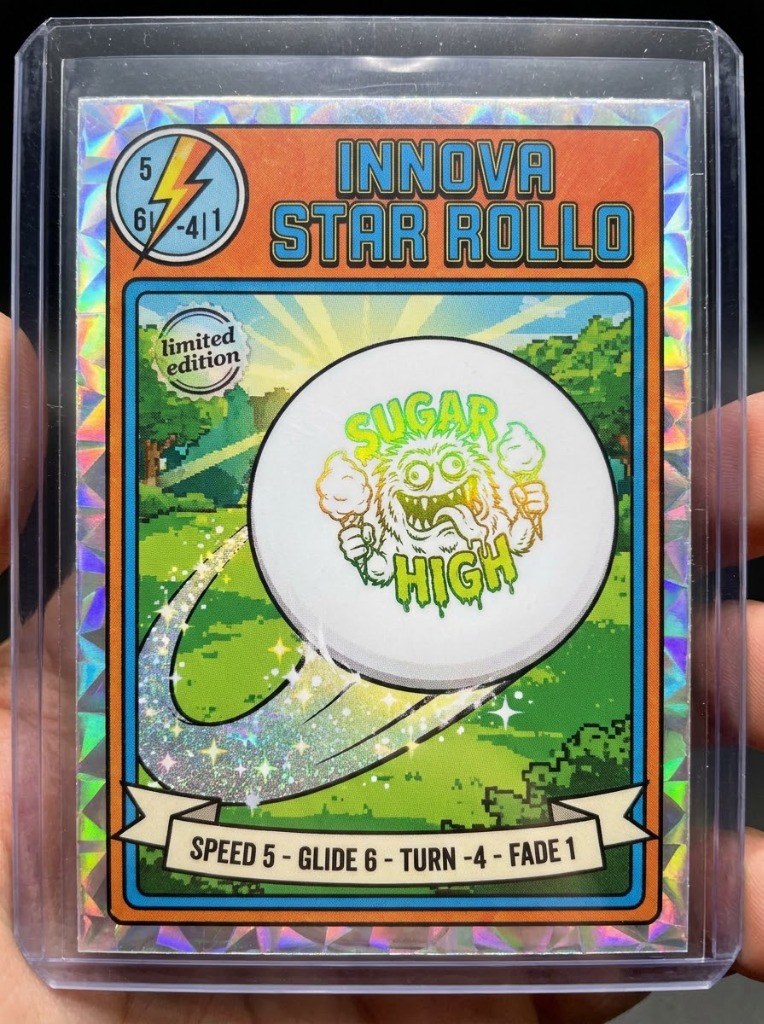 5
6| -4|1
INNOVA
STAR ROLLO
limited
edition
SUGAR
HIGH
SPEED 5 - GLIDE 6 - TURN -4 - FADE 1